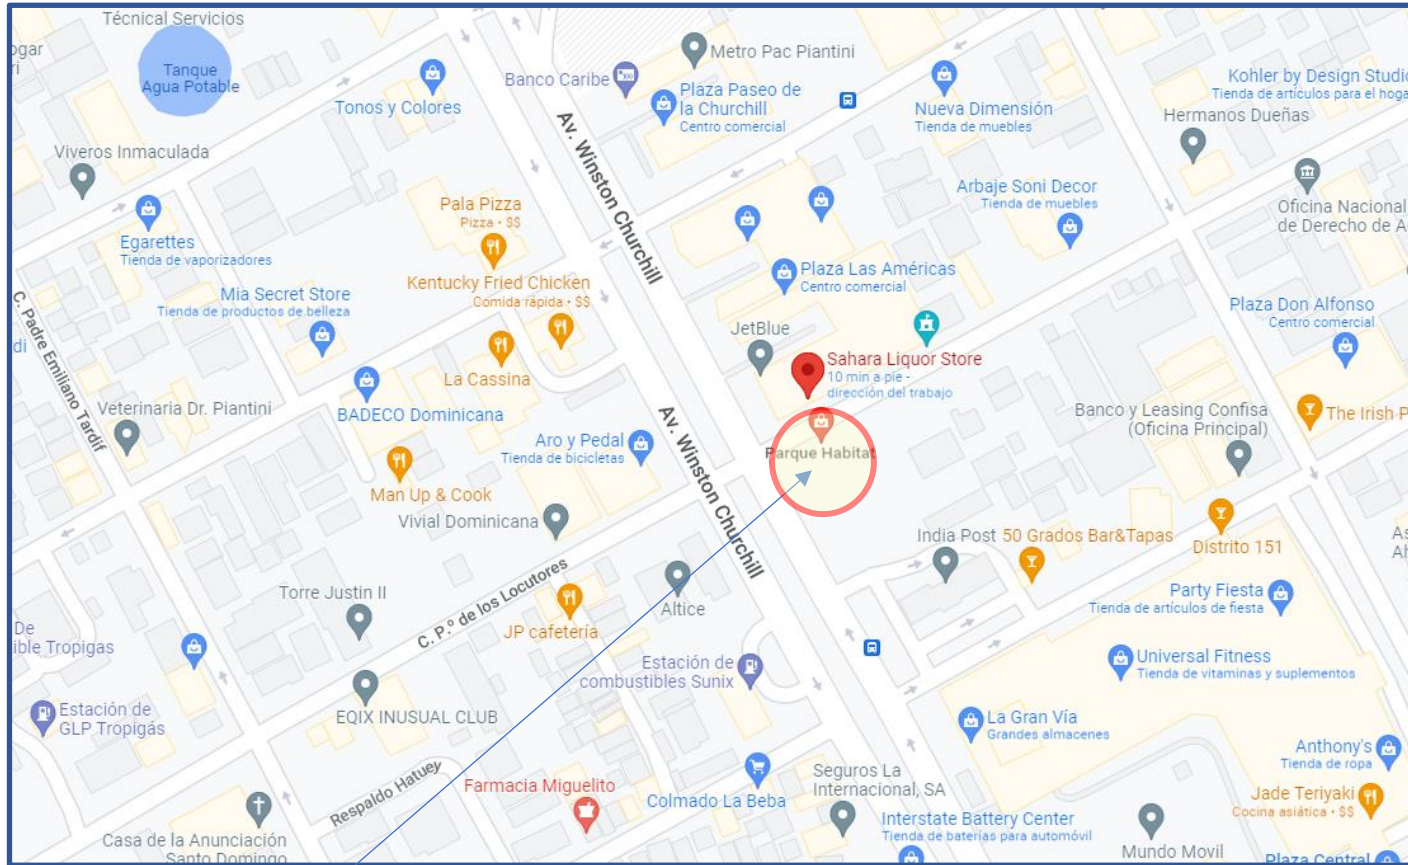 Técnical Servicios
Tanque
Agua Potable
Tonos y Colores
Viveros Inmaculada
Egarettes
Tienda de vaporizadores
Mia Secret Store
Tienda de productos de belleza
C. Padre Emiliano Tardif
Veterinaria Dr. Piantini
BADECO Dominicana
Pala Pizza
Pizza · $$
Kentucky Fried Chicken
Comida rápida · $$
La Cassina
Man Up & Cook
Aro y Pedal
Tienda de bicicletas
Vivial Dominicana
Banco Caribe
Av. Winston Churchill
Metro Pac Piantini
Plaza Paseo de
la Churchill
Centro comercial
Nueva Dimensión
Tienda de muebles
Kohler by Design Studio
Tienda de artículos para el hoga
Hermanos Dueñas
Arbaje Soni Decor
Tienda de muebles
Oficina Nacional
de Derecho de A
Plaza Las Américas
Centro comercial
JetBlue
Sahara Liquor Store
10 min a pie -
dirección del trabajo
Parque Habitat
Plaza Don Alfonso
Centro comercial
Banco y Leasing Confisa
(Oficina Principal)
The Irish P
Av. Winston Churchill
India Post
50 Grados Bar&Tapas
Distrito 151
Torre Justin II
C. P.º de los Locutores
JP cafetería
Altice
Estación de
combustibles Sunix
De
ible Tropigas
Estación de
GLP Tropigás
EQIX INUSUAL CLUB
Respaldo Hatuey
Farmacia Miguelito
Colmado La Beba
Casa de la Anunciación
Santo Domingo
Party Fiesta
Tienda de artículos de fiesta
Universal Fitness
Tienda de vitaminas y suplementos
La Gran Vía
Grandes almacenes
Anthony's
Tienda de ropa
Jade Teriyaki
Cocina asiática · $$
Seguros La
Internacional, SA
Interstate Battery Center
Tienda de baterías para automóvil
Mundo Movil
Plaza Central